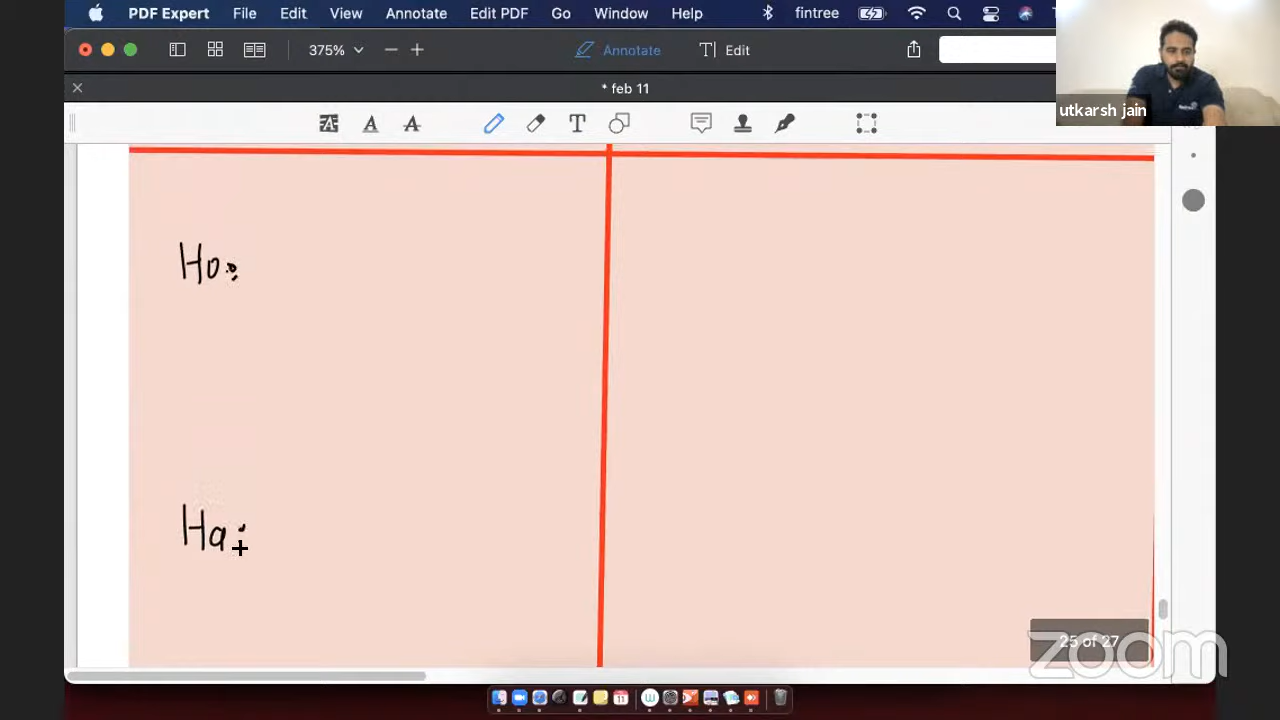 PDF Expert File Edit View Annotate Edit PDF Go Window Help fintree
375% Annotate T Edit
* feb 11
utkarsh jain
Ho:
Ha:
25 of 27
zoom